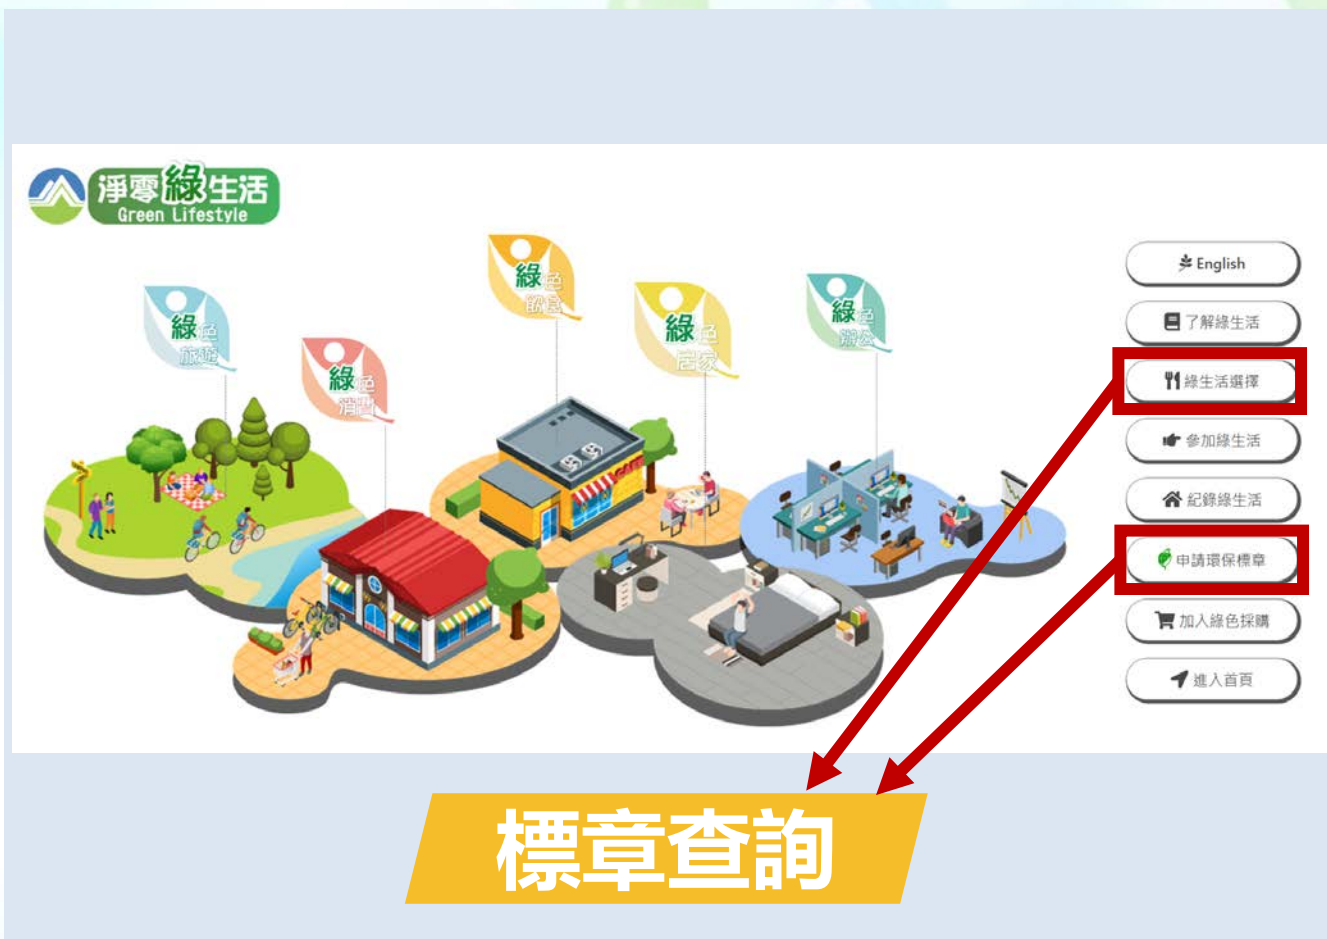 淨零綠生活
Green Lifestyle
綠色
飲食
綠色
旅遊
綠色
消費
綠色
居家
綠色
辦公
English
了解綠生活
綠生活選擇
參加綠生活
紀錄綠生活
申請環保標章
加入綠色採購
進入首頁
標章查詢